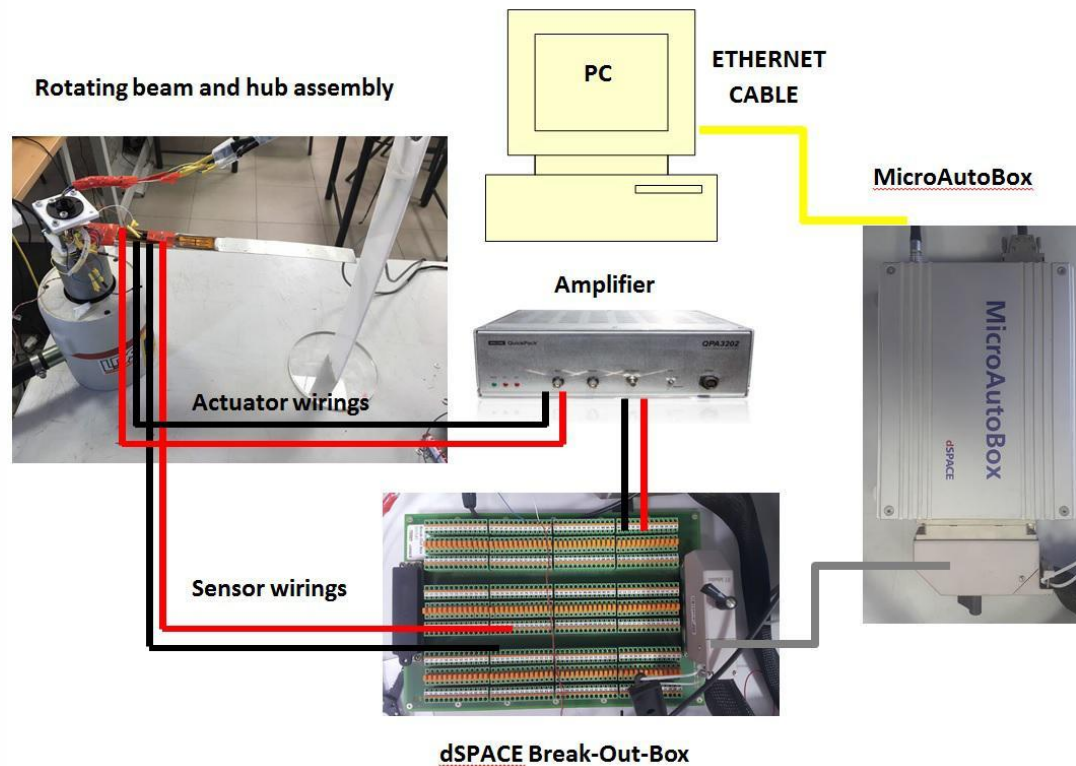 PC
ETHERNET
CABLE
Rotating beam and hub assembly
MicroAutoBox
Amplifier
QuickPack
QPA3202
MicroAutoBox
dSPACE
Actuator wirings
Sensor wirings
dSPACE Break-Out-Box